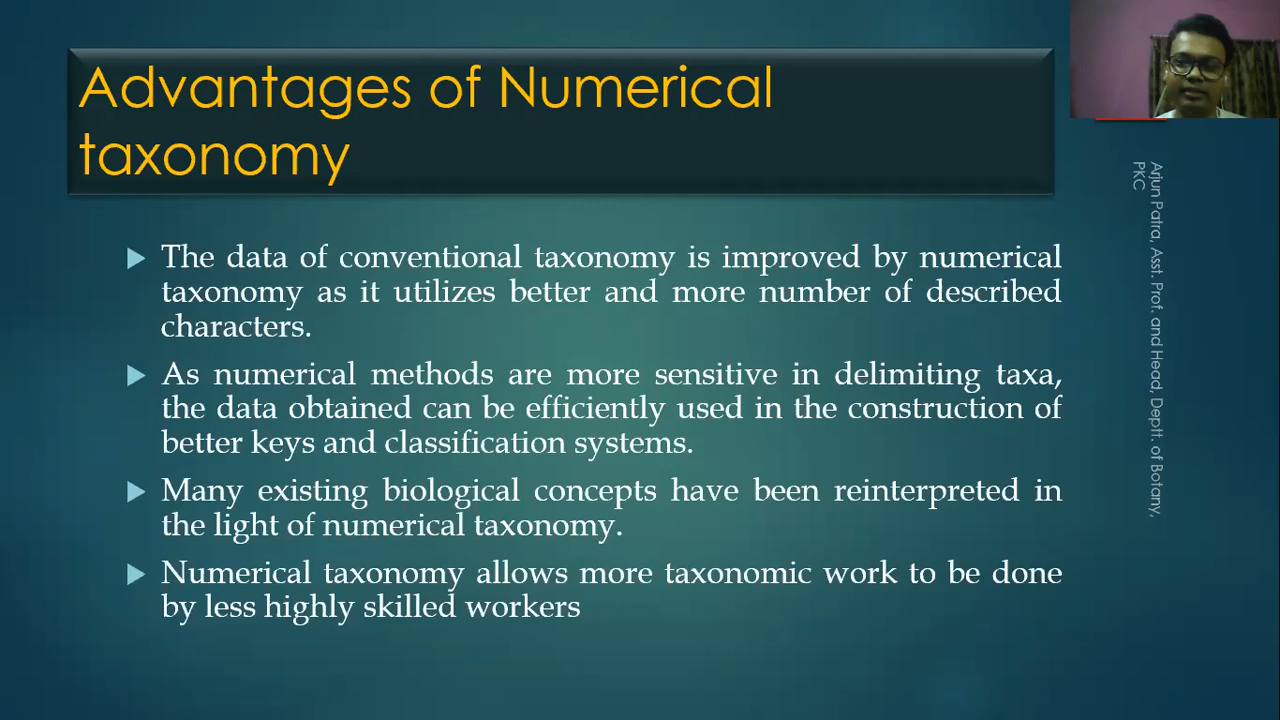 Advantages of Numerical
taxonomy
The data of conventional taxonomy is improved by numerical
taxonomy as it utilizes better and more number of described
characters.
As numerical methods are more sensitive in delimiting taxa,
the data obtained can be efficiently used in the construction of
better keys and classification systems.
Many existing biological concepts have been reinterpreted in
the light of numerical taxonomy.
Numerical taxonomy allows more taxonomic work to be done
by less highly skilled workers
Arjun Patra, Asst. Prof. and Head, Deptt. of Botany,
PKC